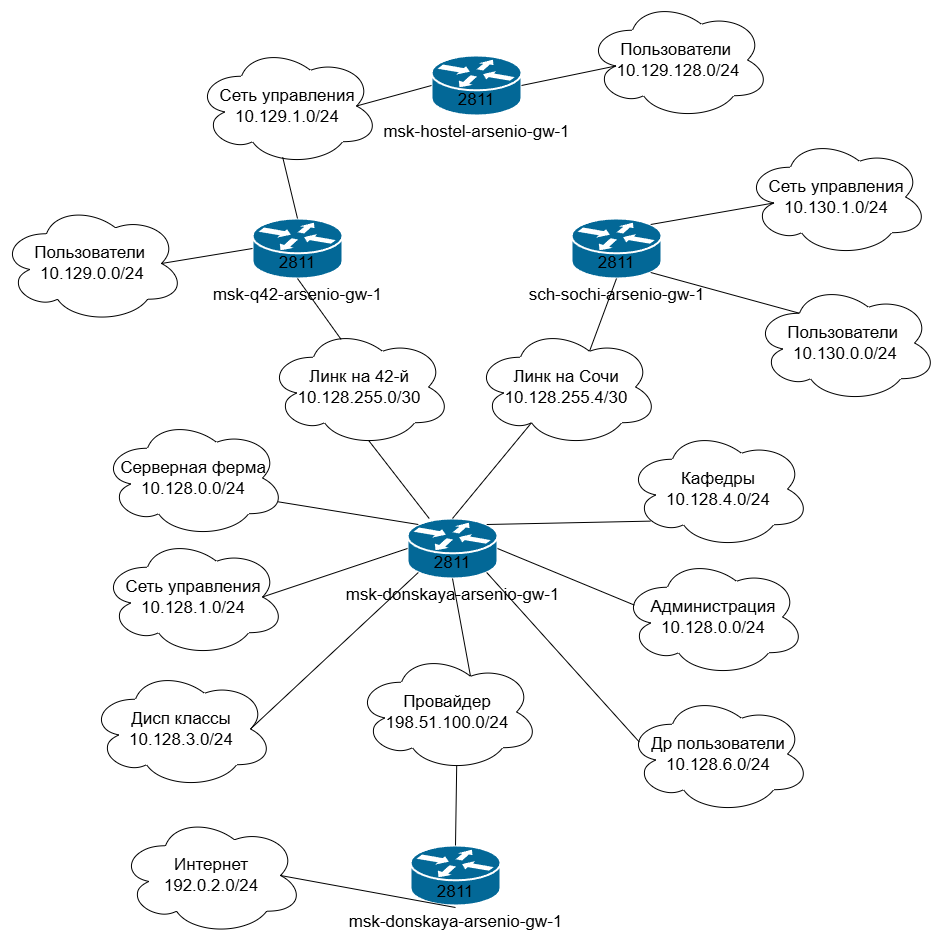 Пользователи
10.129.128.0/24
2811
msk-hostel-arsenio-gw-1
Сеть управления
10.129.1.0/24
Сеть управления
10.130.1.0/24
Пользователи
10.129.0.0/24
2811
msk-q42-arsenio-gw-1
2811
sch-sochi-arsenio-gw-1
Пользователи
10.130.0.0/24
Линк на 42-й
10.128.255.0/30
Линк на Сочи
10.128.255.4/30
Серверная ферма
10.128.0.0/24
Кафедры
10.128.4.0/24
2811
msk-donskaya-arsenio-gw-1
Сеть управления
10.128.1.0/24
Администрация
10.128.0.0/24
Дисп классы
10.128.3.0/24
Провайдер
198.51.100.0/24
Др пользователи
10.128.6.0/24
Интернет
192.0.2.0/24
2811
msk-donskaya-arsenio-gw-1